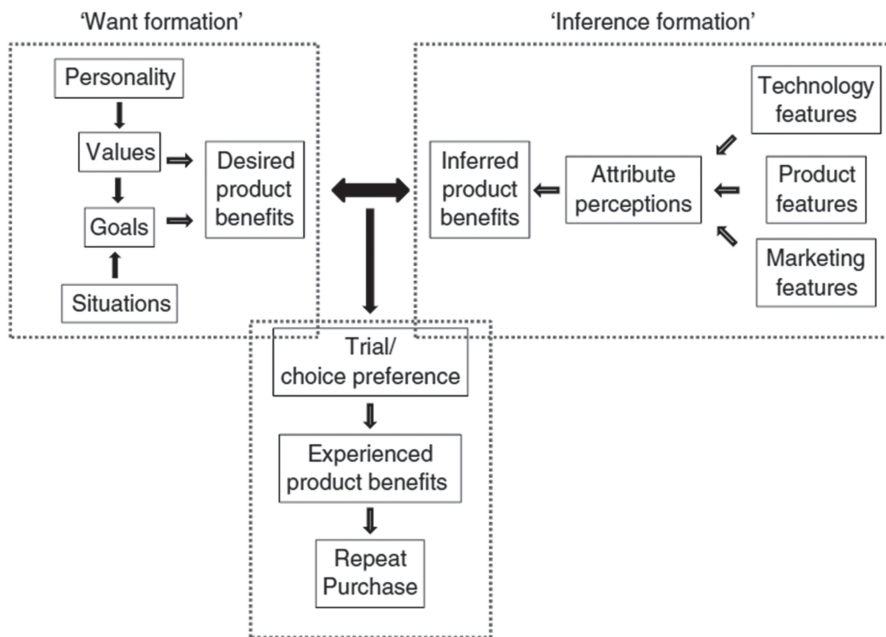 'Want formation'
Personality
Values
Goals
Situations
Desired
product
benefits
'Inference formation'
Inferred
product
benefits
Attribute
perceptions
Technology
features
Product
features
Marketing
features
Trial/
choice preference
Experienced
product benefits
Repeat
Purchase